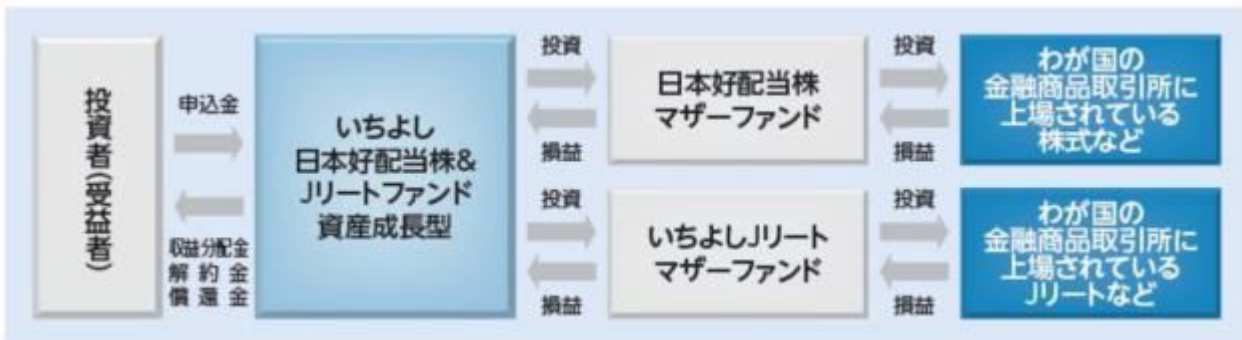 投資者(受益者)
申込金
収益分配金
解約金
償還金
いちよし
日本好配当株&
Jリートファンド
資産成長型
投資
損益
日本好配当株
マザーファンド
投資
損益
わが国の
金融商品取引所に
上場されている
株式など
投資
損益
いちよしJリート
マザーファンド
投資
損益
わが国の
金融商品取引所に
上場されている
Jリートなど